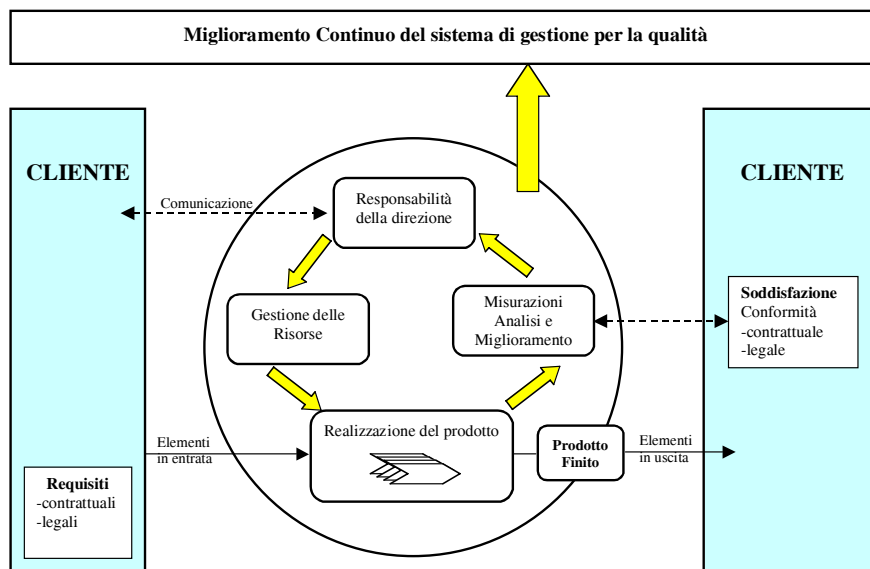 Miglioramento Continuo del sistema di gestione per la qualità
CLIENTE
CLIENTE
Comunicazione
Responsabilità
della direzione
Gestione delle
Risorse
Misurazioni
Analisi e
Miglioramento
Soddisfazione
Conformità
-contrattuale
-legale
Realizzazione del prodotto
Elementi
in entrata
Prodotto
Finito
Elementi
in uscita
Requisiti
-contrattuali
-legali